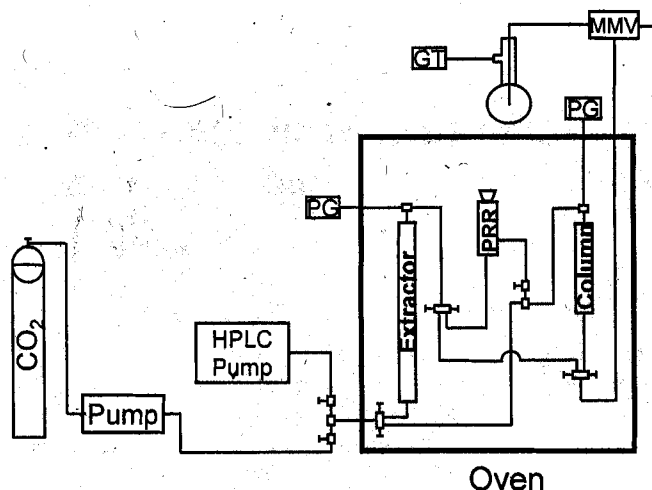 MMV
GT
PG
PG
PRR
Extractor
Column
CO₂
HPLC
Pump
Pump
Oven